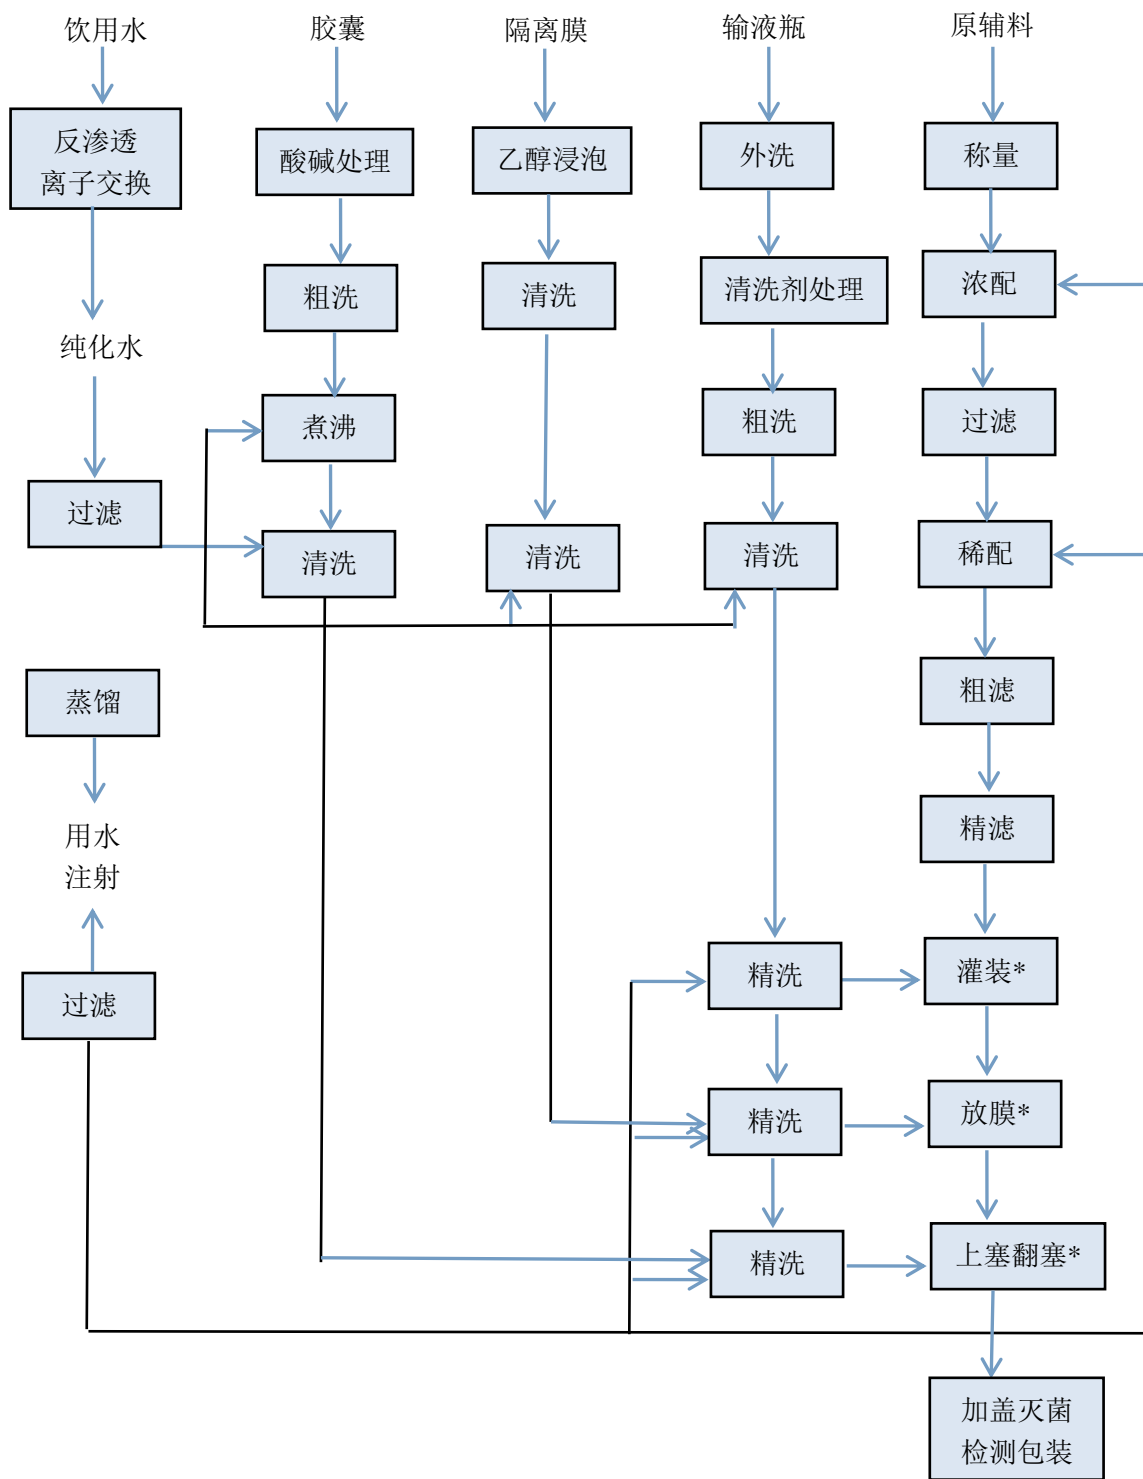 饮用水
胶囊
隔离膜
输液瓶
原辅料
反渗透
离子交换
酸碱处理
乙醇浸泡
外洗
称量
粗洗
清洗
清洗剂处理
浓配
纯化水
煮沸
粗洗
过滤
过滤
清洗
清洗
清洗
稀配
蒸馏
粗滤
用水
注射
精滤
过滤
精洗
灌装*
精洗
放膜*
精洗
上塞翻塞*
加盖灭菌
检测包装